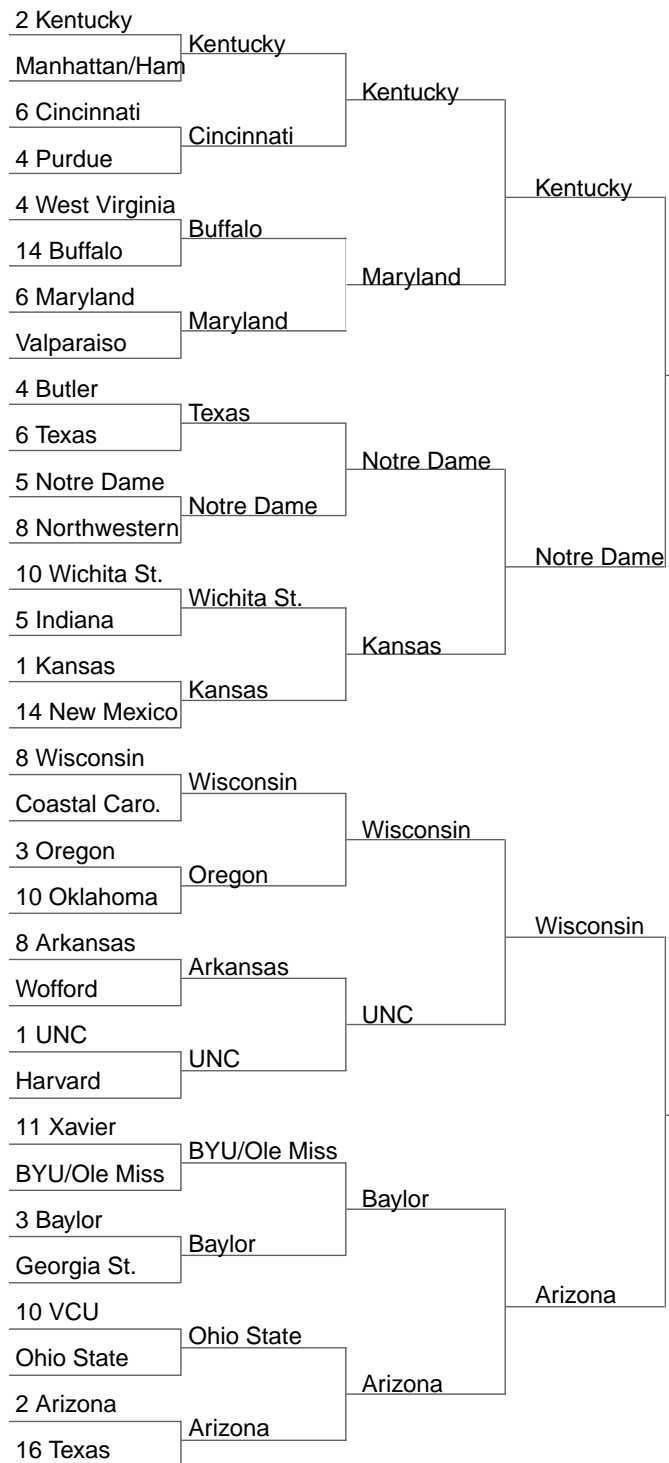 2 Kentucky
Manhattan/Ham
6 Cincinnati
4 Purdue
4 West Virginia
14 Buffalo
6 Maryland
Valparaiso
4 Butler
6 Texas
5 Notre Dame
8 Northwestern
10 Wichita St.
5 Indiana
1 Kansas
14 New Mexico
8 Wisconsin
Coastal Caro.
3 Oregon
10 Oklahoma
8 Arkansas
Wofford
1 UNC
Harvard
11 Xavier
BYU/Ole Miss
3 Baylor
Georgia St.
10 VCU
Ohio State
2 Arizona
16 Texas
Kentucky
Cincinnati
Buffalo
Maryland
Texas
Notre Dame
Wichita St.
Kansas
Wisconsin
Oregon
Arkansas
UNC
BYU/Ole Miss
Baylor
Ohio State
Arizona
Kentucky
Maryland
Notre Dame
Kansas
Wisconsin
UNC
Baylor
Arizona
Kentucky
Notre Dame
Wisconsin
Arizona